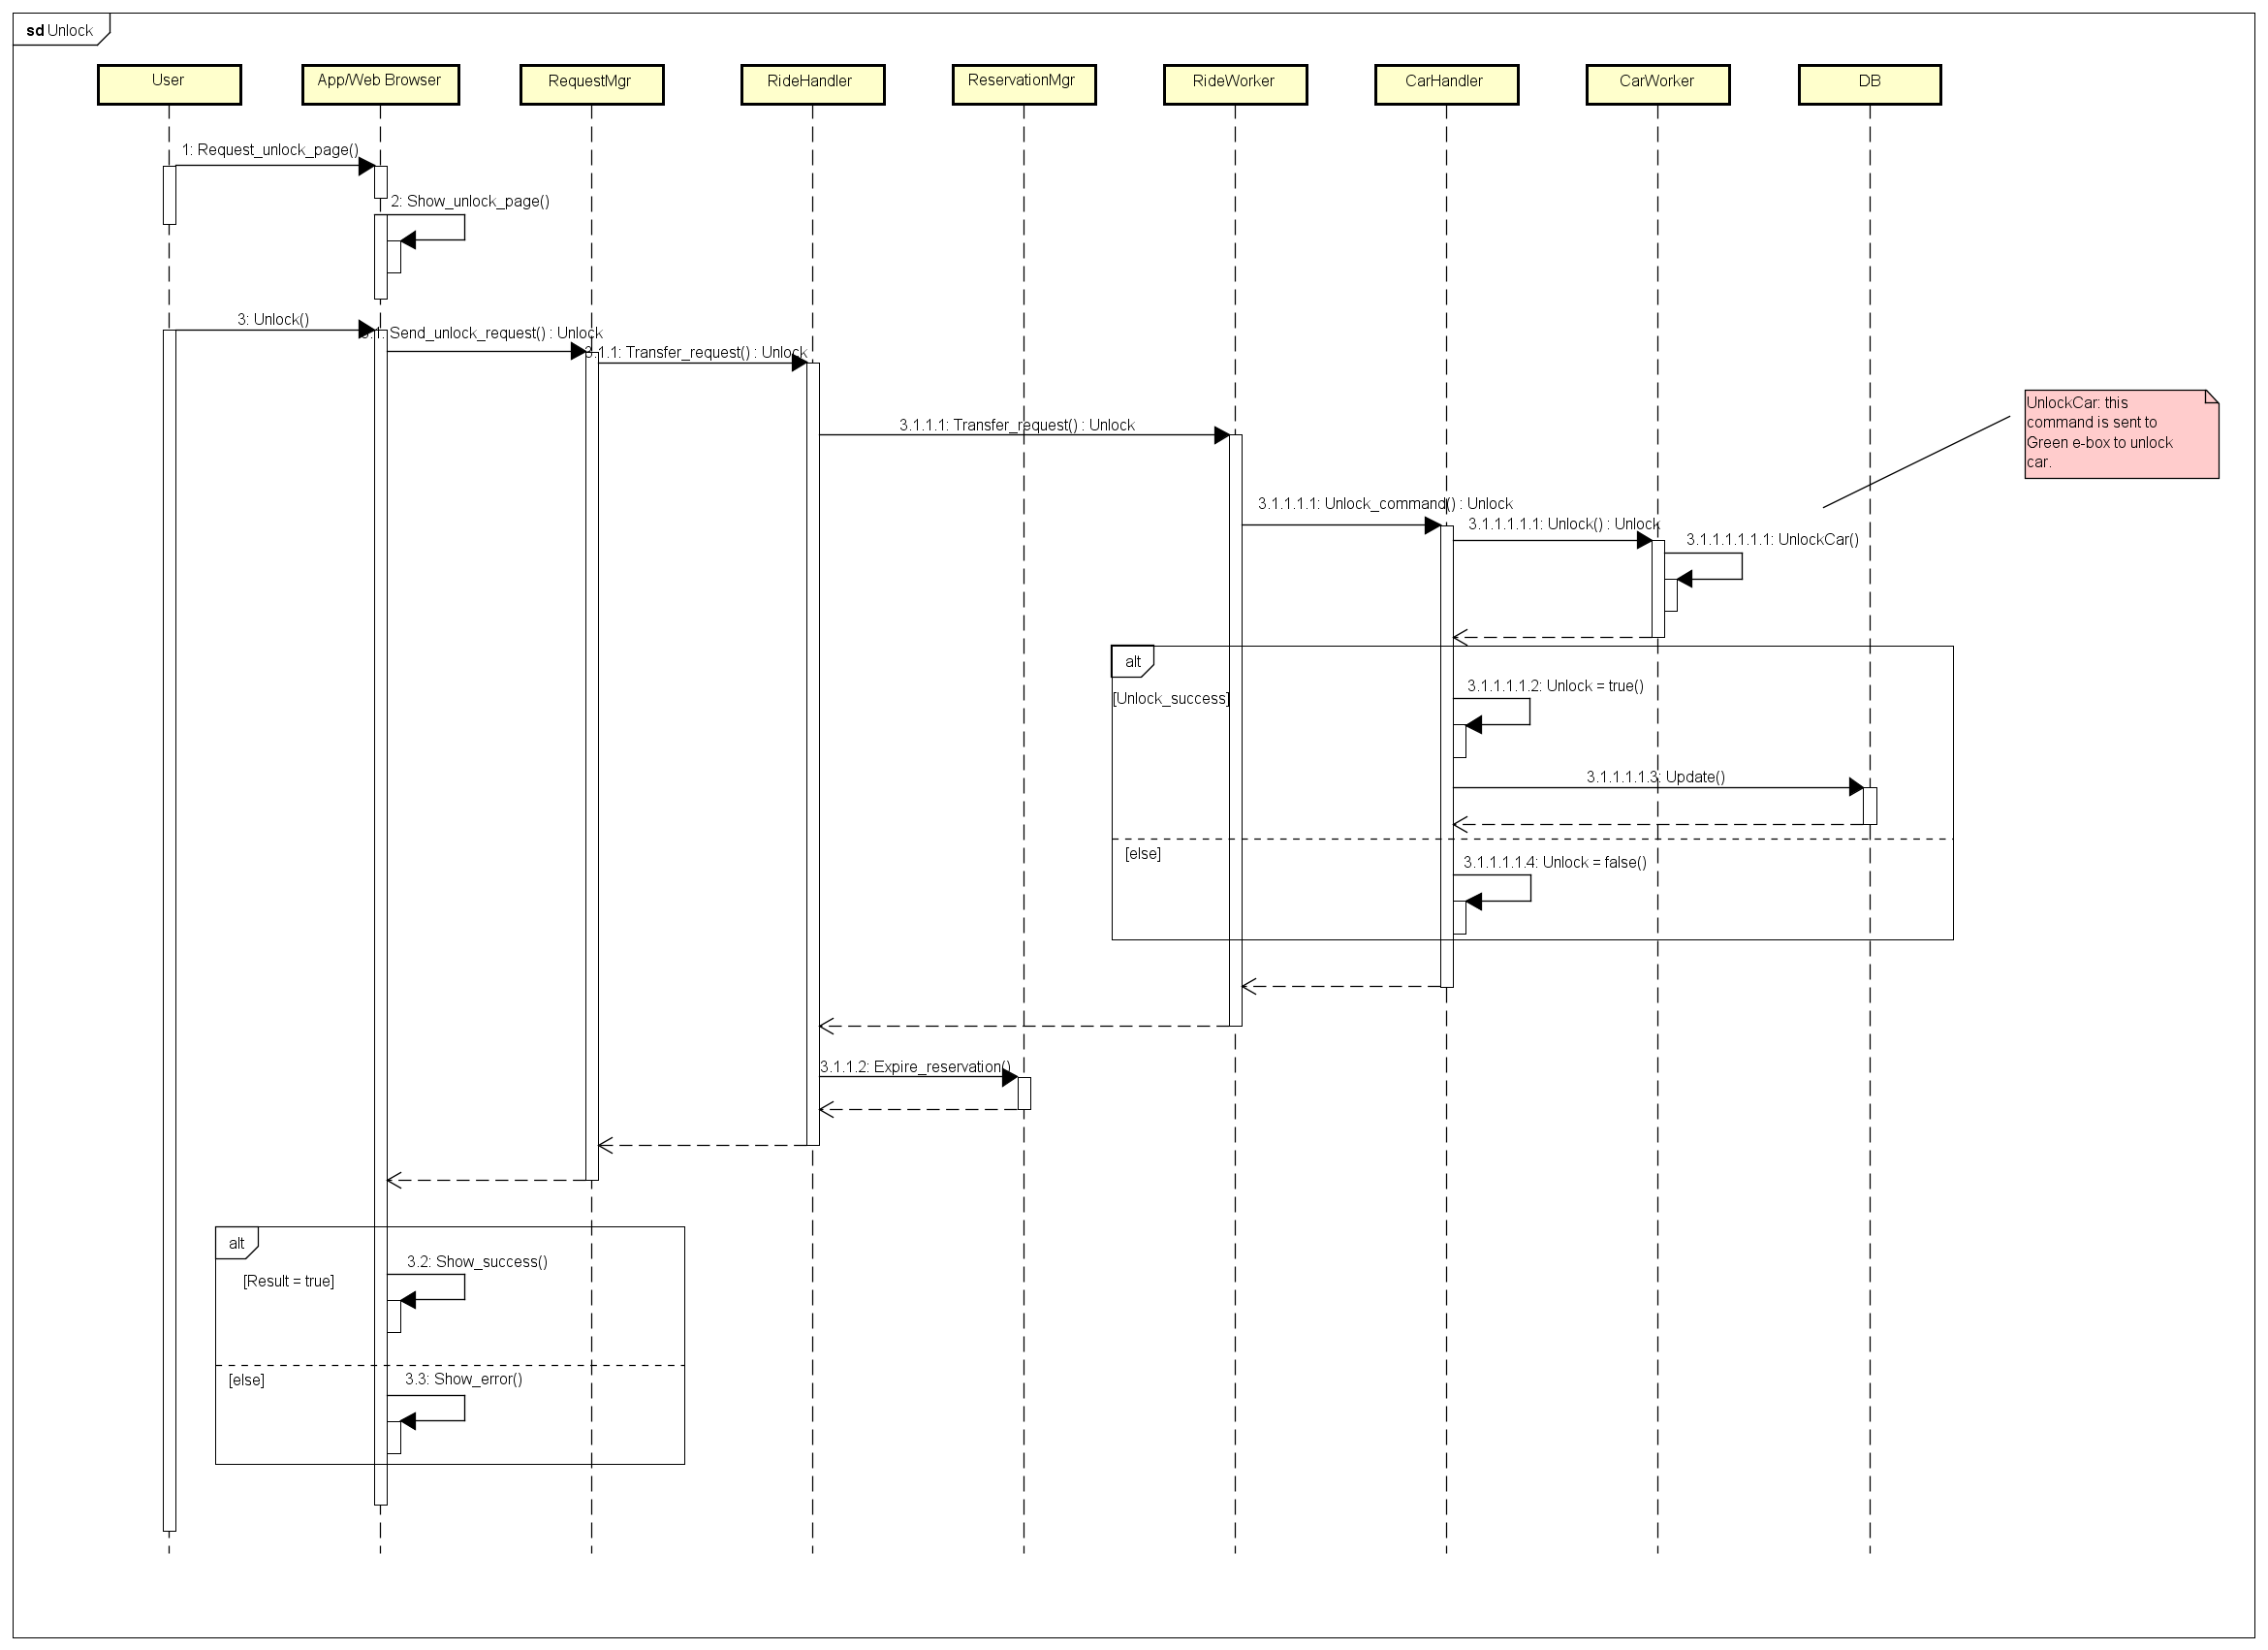 sd Unlock
User
App/Web Browser
RequestMgr
RideHandler
ReservationMgr
RideWorker
CarHandler
CarWorker
DB
1: Request_unlock_page()
2: Show_unlock_page()
3: Unlock()
3.1: Send_unlock_request() : Unlock
3.1.1: Transfer_request() : Unlock
UnlockCar: this
command is sent to
Green e-box to unlock
car.
3.1.1.1: Transfer_request() : Unlock
3.1.1.1.1: Unlock_command() : Unlock
3.1.1.1.1.1: Unlock() : Unlock
3.1.1.1.1.1.1: UnlockCar()
alt
[Unlock_success]
3.1.1.1.1.2: Unlock = true()
3.1.1.1.1.3: Update()
[else]
3.1.1.1.1.4: Unlock = false()
3.1.1.2: Expire_reservation()
alt
3.2: Show_success()
[Result = true]
[else]
3.3: Show_error()